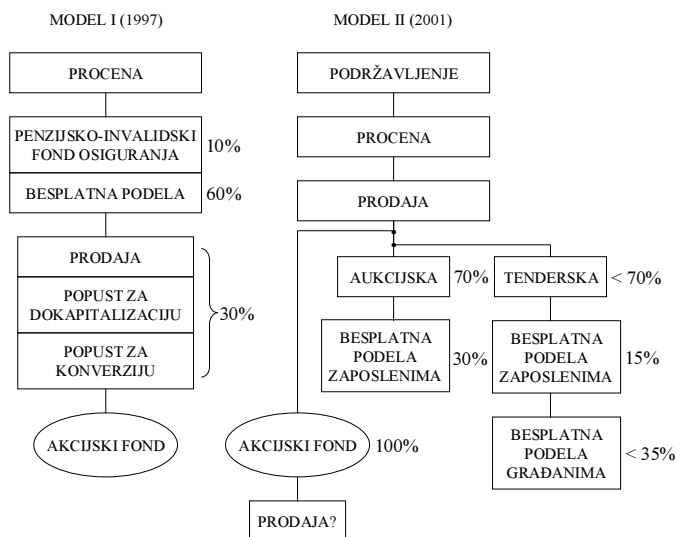 MODEL I (1997)
PROCENA
PENZIJSKO-INVALIDSKI
FOND OSIGURANJA
10%
BESPLATNA PODELA
60%
PRODAJA
POPUST ZA
DOKAPITALIZACIJU
POPUST ZA
KONVERZIJU
30%
AKCIJSKI FOND
MODEL II (2001)
PODRŽAVLJENJE
PROCENA
PRODAJA
AUKCIJSKA
70%
BESPLATNA
PODELA
ZAPOSLENIMA
30%
TENDERSKA
< 70%
BESPLATNA
PODELA
ZAPOSLENIMA
15%
BESPLATNA
PODELA
GRAĐANIMA
< 35%
AKCIJSKI FOND
100%
PRODAJA?